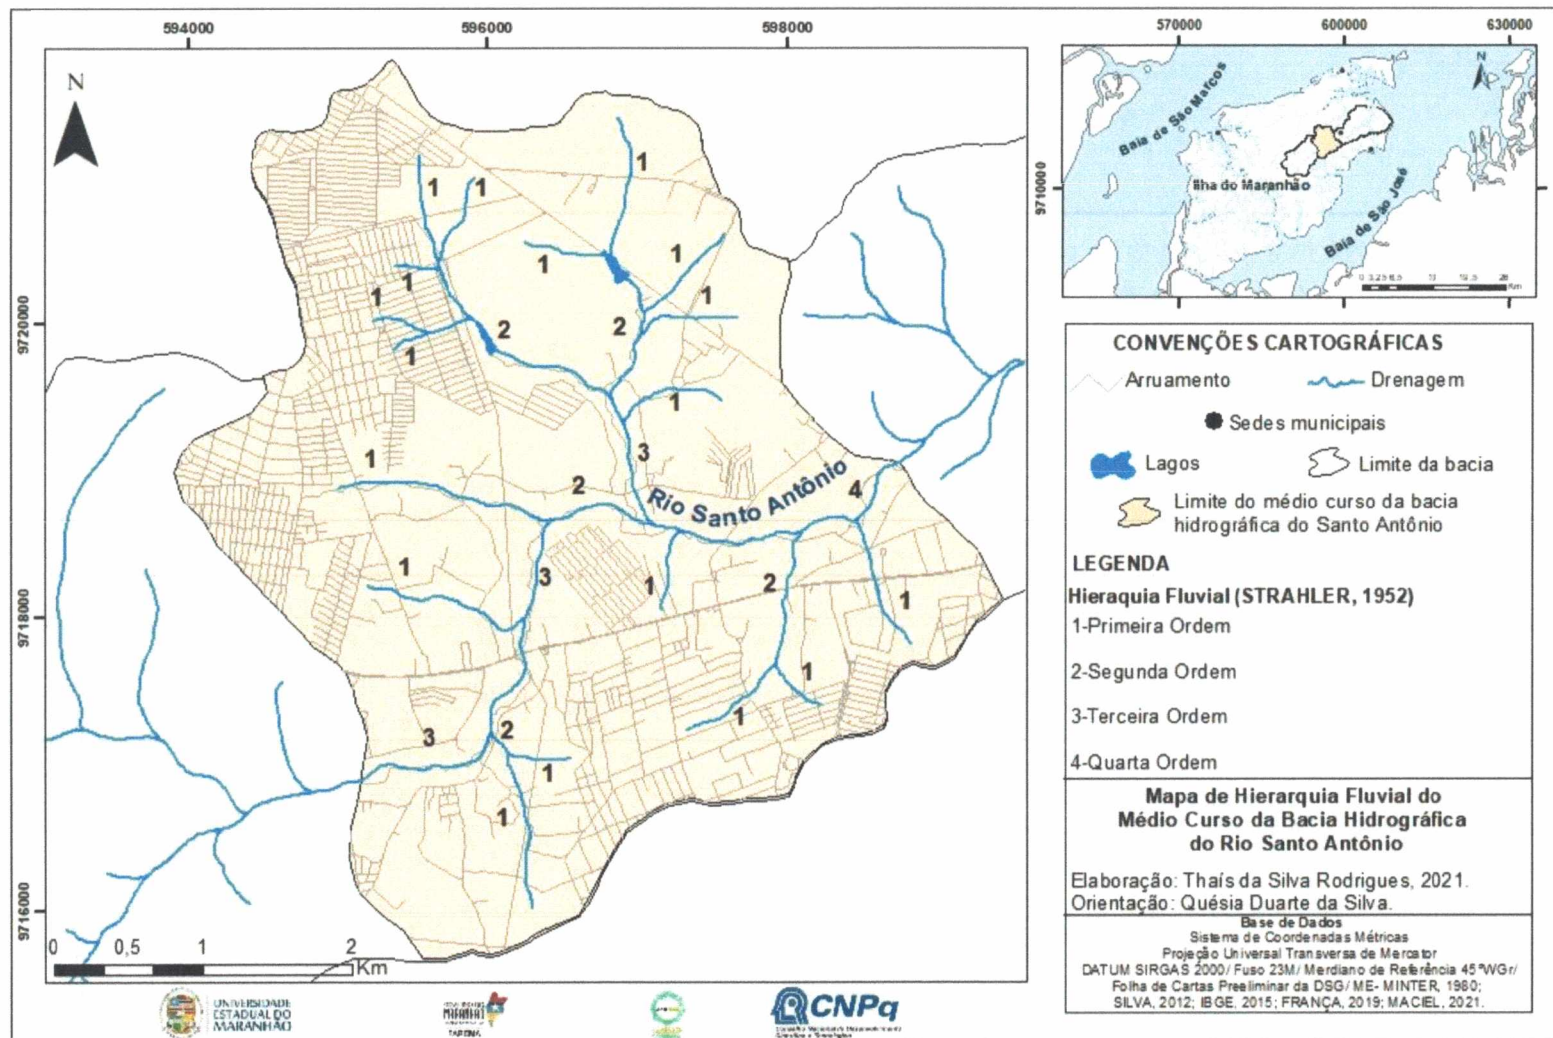 594000
596000
598000
N
9720000
9718000
9716000
1
1
1
1
1
1
1
1
1
1
2
2
1
1
3
1
2
Rio Santo Antônio
4
1
3
1
2
1
1
1
3
2
1
1
0 0,5 1 2
Km
570000
600000
630000
9710000
N
Baia de São Marcos
Ilha do Maranhão
Baia de São José
Km
CONVENÇÕES CARTOGRÁFICAS
Arruamento
Drenagem
Sedes municipais
Lagos
Limite da bacia
Limite do médio curso da bacia
hidrográfica do Santo Antônio
LEGENDA
Hieraquia Fluvial (STRAHLER, 1952)
1-Primeira Ordem
2-Segunda Ordem
3-Terceira Ordem
4-Quarta Ordem
Mapa de Hierarquia Fluvial do
Médio Curso da Bacia Hidrográfica
do Rio Santo Antônio
Elaboração: Thaís da Silva Rodrigues, 2021.
Orientação: Quésia Duarte da Silva.
Base de Dados
Sistema de Coordenadas Métricas
Projeção Universal Transversa de Mercator
DATUM SIRGAS 2000/ Fuso 23M/ Merdiano de Referência 45°WGr/
Folha de Cartas Preeliminar da DSG/ ME- MINTER, 1980;
SILVA, 2012; IBGE, 2015; FRANÇA, 2019; MACIEL, 2021.
UNIVERSIDADE
ESTADUAL DO
MARANHÃO
MARANHÃO
FAPEMA
CNPq